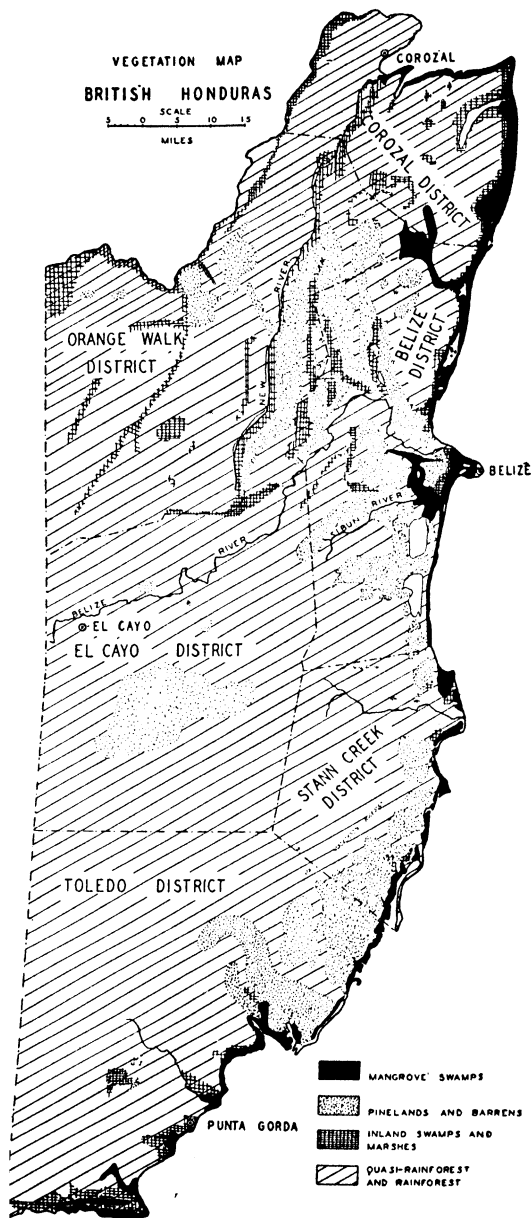 VEGETATION MAP
BRITISH HONDURAS
SCALE
5 0 5 10 15
MILES
COROZAL
COROZAL DISTRICT
NEW RIVER
ORANGE WALK
DISTRICT
BELIZE DISTRICT
BELIZE
SIBUN RIVER
BELIZE RIVER
EL CAYO
EL CAYO DISTRICT
STANN CREEK
DISTRICT
TOLEDO DISTRICT
PUNTA GORDA
MANGROVE SWAMPS
PINELANDS AND BARRENS
INLAND SWAMPS AND
MARSHES
QUASI-RAINFOREST
AND RAINFOREST